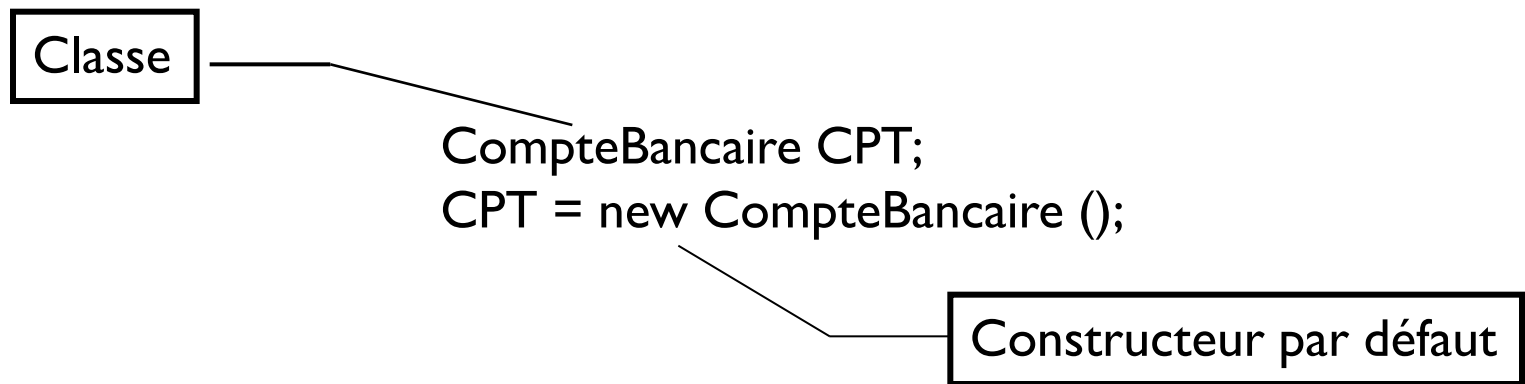 Classe
CompteBancaire CPT;
CPT = new CompteBancaire ();
Constructeur par défaut